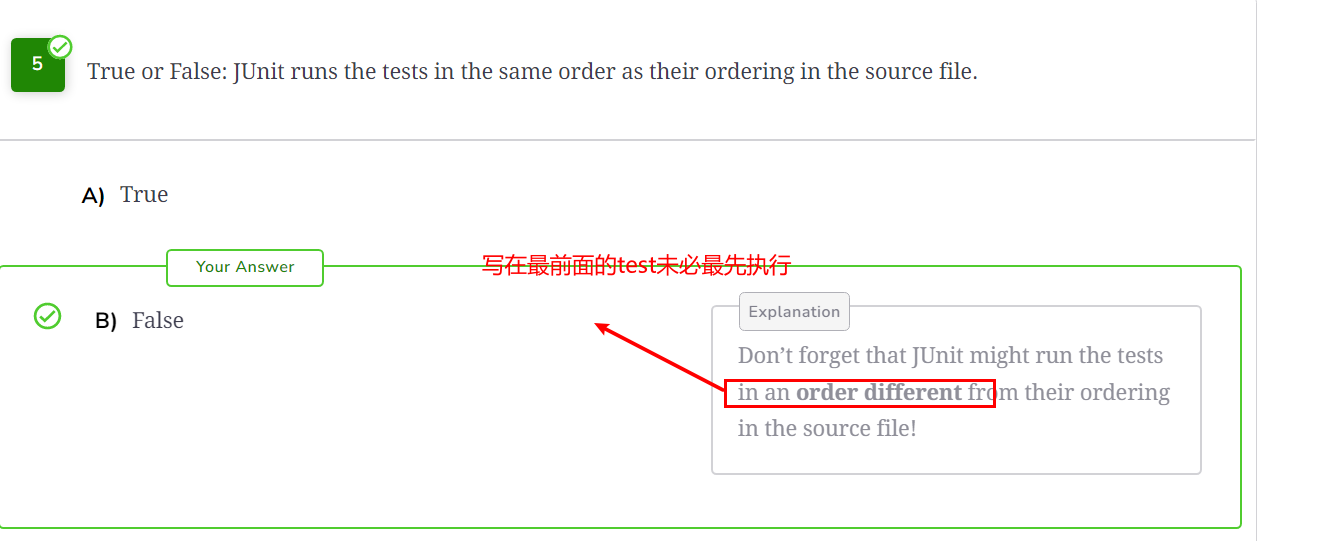 5
True or False: JUnit runs the tests in the same order as their ordering in the source file.
A) True
Your Answer
写在最前面的test未必最先执行
B) False
Explanation
Don’t forget that JUnit might run the tests
in an order different from their ordering
in the source file!